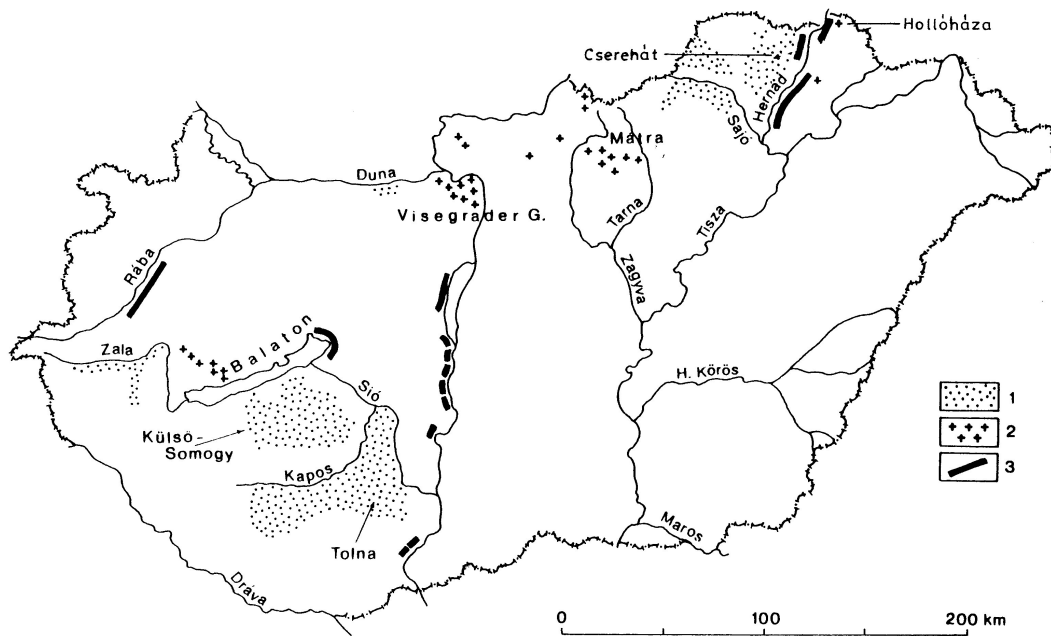 Hollóháza
Cserehát
Hernád
Sajó
Mátra
Duna
Visegrader G.
Tarna
Tisza
Rába
Zagyva
Balaton
Zala
H. Körös
Sió
1
Külsö-
Somogy
2
Kapos
3
Maros
Tolna
Dráva
0 100 200 km